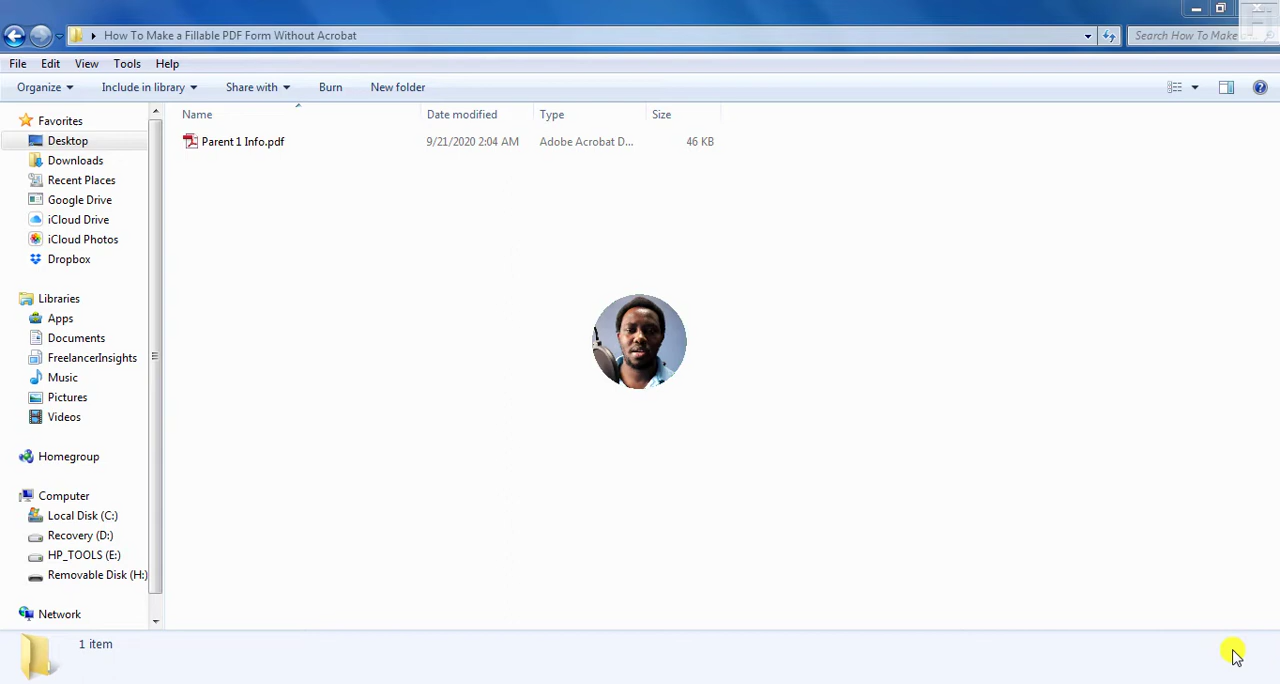 How To Make a Fillable PDF Form Without Acrobat
Search How To Make
File Edit View Tools Help
Organize Include in library Share with Burn New folder
Name Date modified Type Size
Parent 1 Info.pdf 9/21/2020 2:04 AM Adobe Acrobat D... 46 KB
Favorites
Desktop
Downloads
Recent Places
Google Drive
iCloud Drive
iCloud Photos
Dropbox
Libraries
Apps
Documents
FreelancerInsights
Music
Pictures
Videos
Homegroup
Computer
Local Disk (C:)
Recovery (D:)
HP_TOOLS (E:)
Removable Disk (H:)
Network
1 item